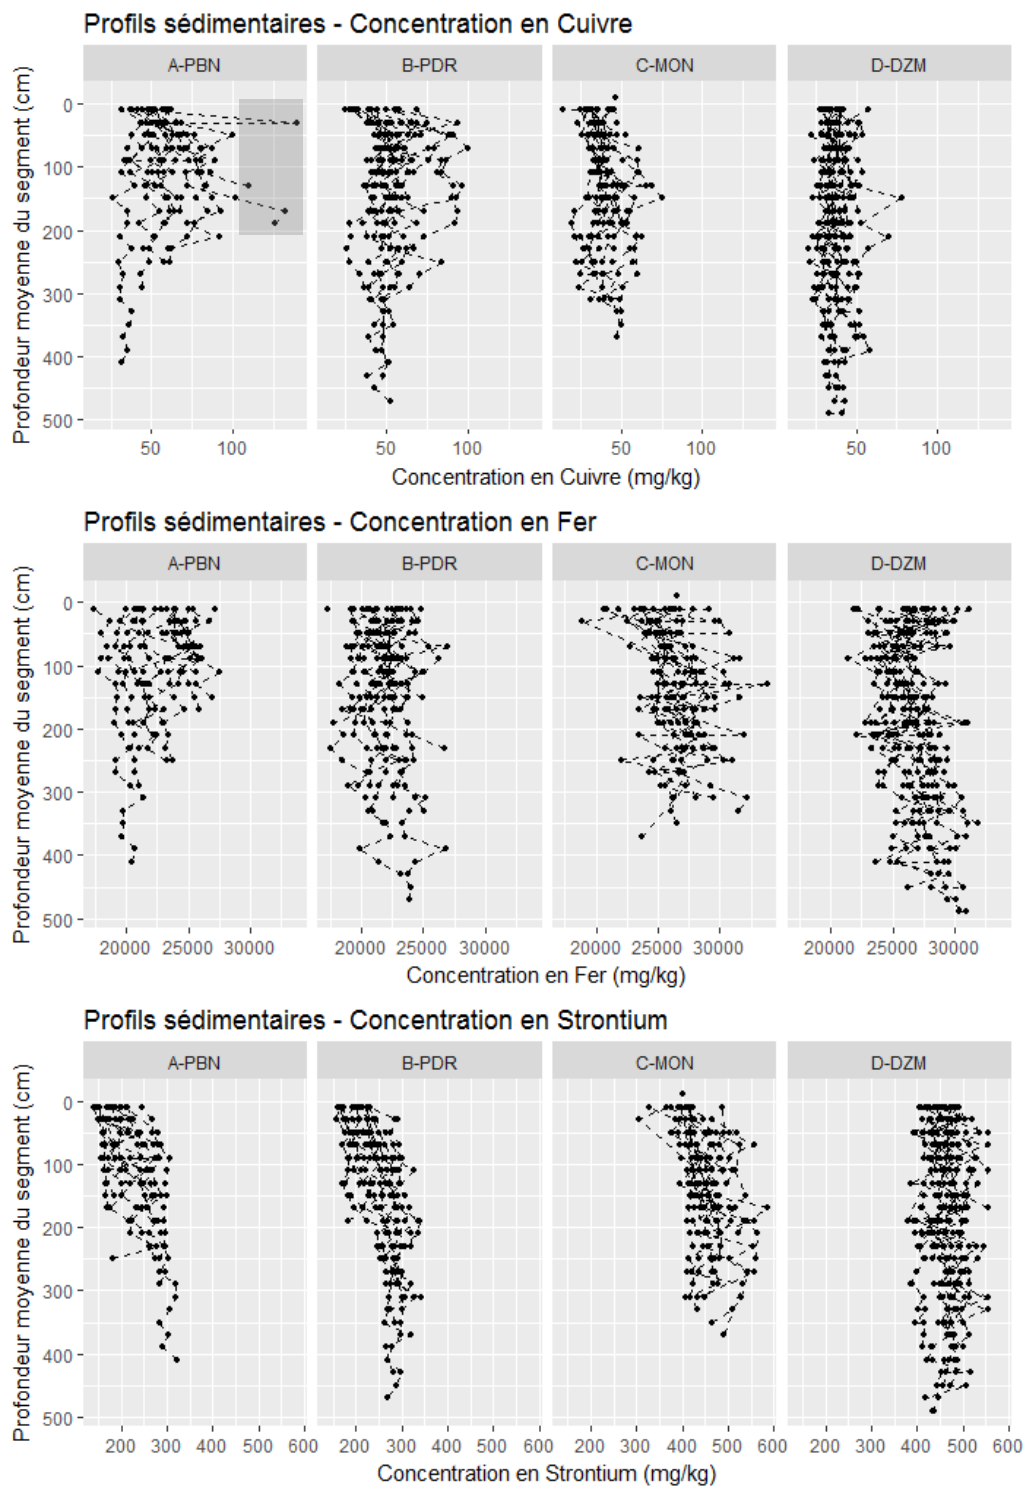 Profils sédimentaires - Concentration en Cuivre
A-PBN B-PDR C-MON D-DZM
Profondeur moyenne du segment (cm)
0
100
200
300
400
500
50 100 50 100 50 100 50 100
Concentration en Cuivre (mg/kg)
Profils sédimentaires - Concentration en Fer
A-PBN B-PDR C-MON D-DZM
Profondeur moyenne du segment (cm)
0
100
200
300
400
500
20000 25000 30000 20000 25000 30000 20000 25000 30000 20000 25000 30000
Concentration en Fer (mg/kg)
Profils sédimentaires - Concentration en Strontium
A-PBN B-PDR C-MON D-DZM
Profondeur moyenne du segment (cm)
0
100
200
300
400
500
200 300 400 500 600 200 300 400 500 600 200 300 400 500 600 200 300 400 500 600
Concentration en Strontium (mg/kg)